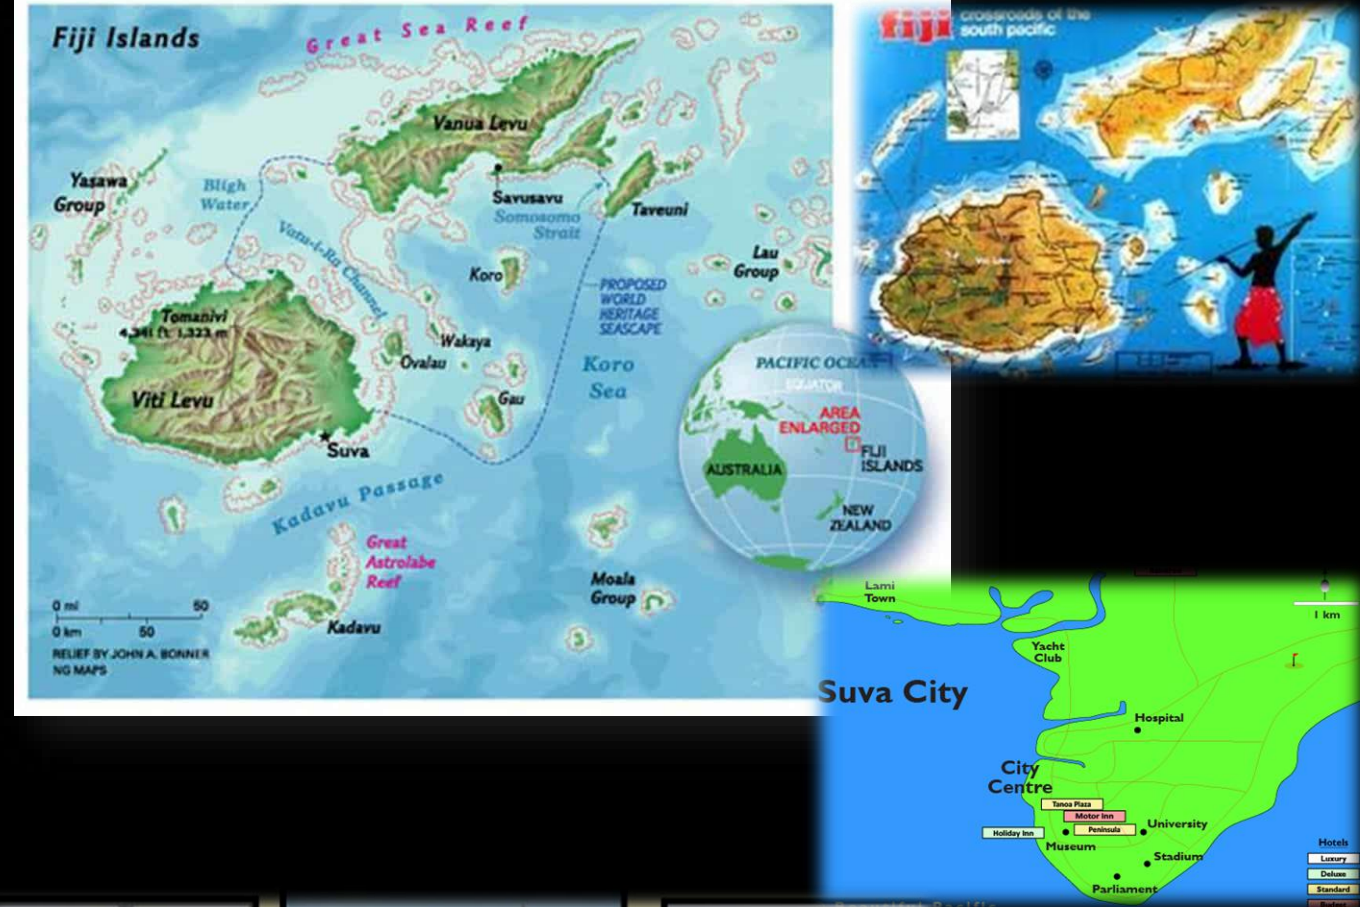 Fiji Islands
Great Sea Reef
Vanua Levu
Yasawa
Group
Bligh
Water
Savusavu
Somosomo
Strait
Taveuni
Vatu-i-Ra Channel
Koro
Lau
Group
PROPOSED
WORLD
HERITAGE
SEASCAPE
Tomanivi
4,341 ft 1,323 m
Wakaya
Ovalau
Koro
Sea
Viti Levu
Gau
Suva
Kadavu Passage
Great
Astrolabe
Reef
Moala
Group
Kadavu
0 mi 50
0 km 50
RELIEF BY JOHN A. BONNER
NG MAPS
PACIFIC OCEAN
EQUATOR
AREA
ENLARGED
FIJI
ISLANDS
AUSTRALIA
NEW
ZEALAND
fiji crossroads of the
south pacific
Viti Levu
Lami
Town
1 km
Yacht
Club
Suva City
Hospital
City
Centre
Tanoa Plaza
Motor Inn
Holiday Inn
Peninsula
University
Museum
Stadium
Parliament
Hotels
Luxury
Deluxe
Standard